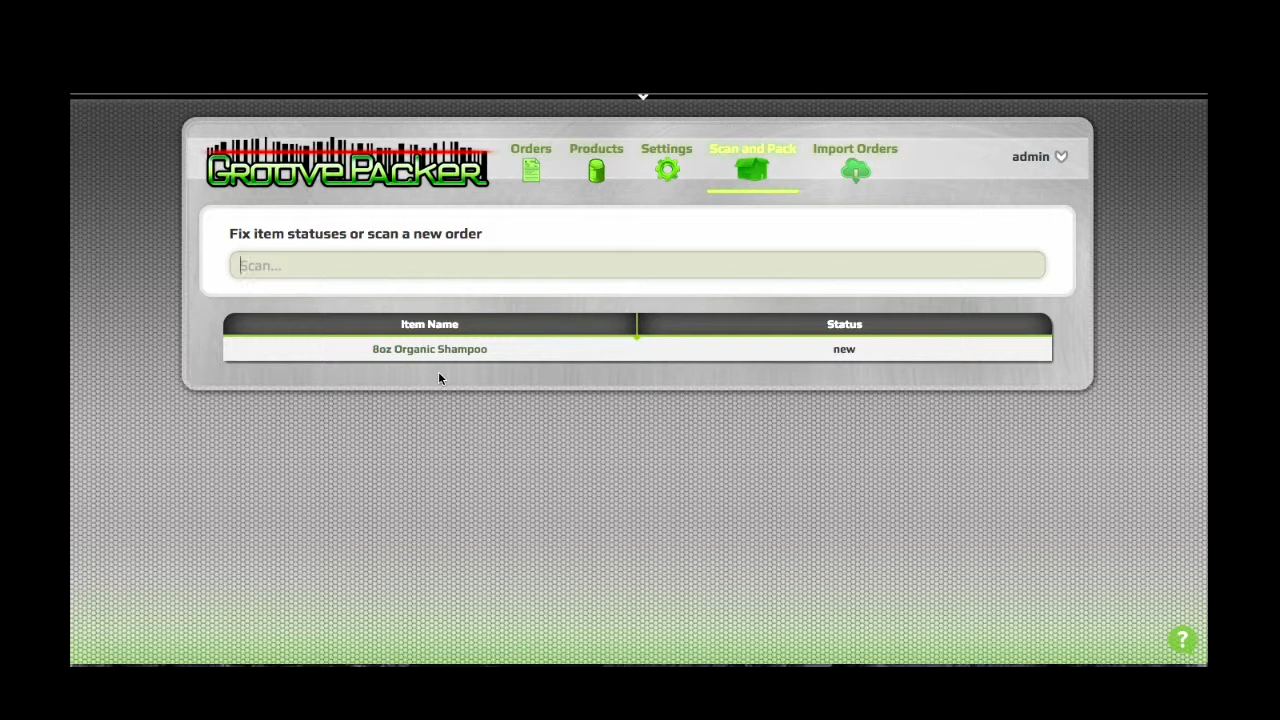 GROOVEPACKER
Orders Products Settings Scan and Pack Import Orders
admin
Fix item statuses or scan a new order
Scan...
Item Name Status
8oz Organic Shampoo new
?